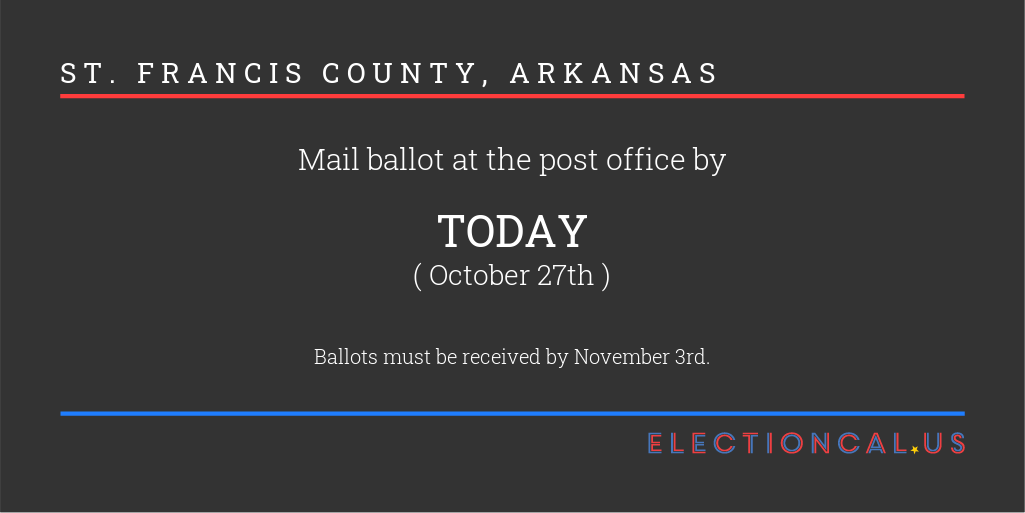 ST. FRANCIS COUNTY, ARKANSAS
Mail ballot at the post office by
TODAY
( October 27th )
Ballots must be received by November 3rd.
ELECTIONCAL.US